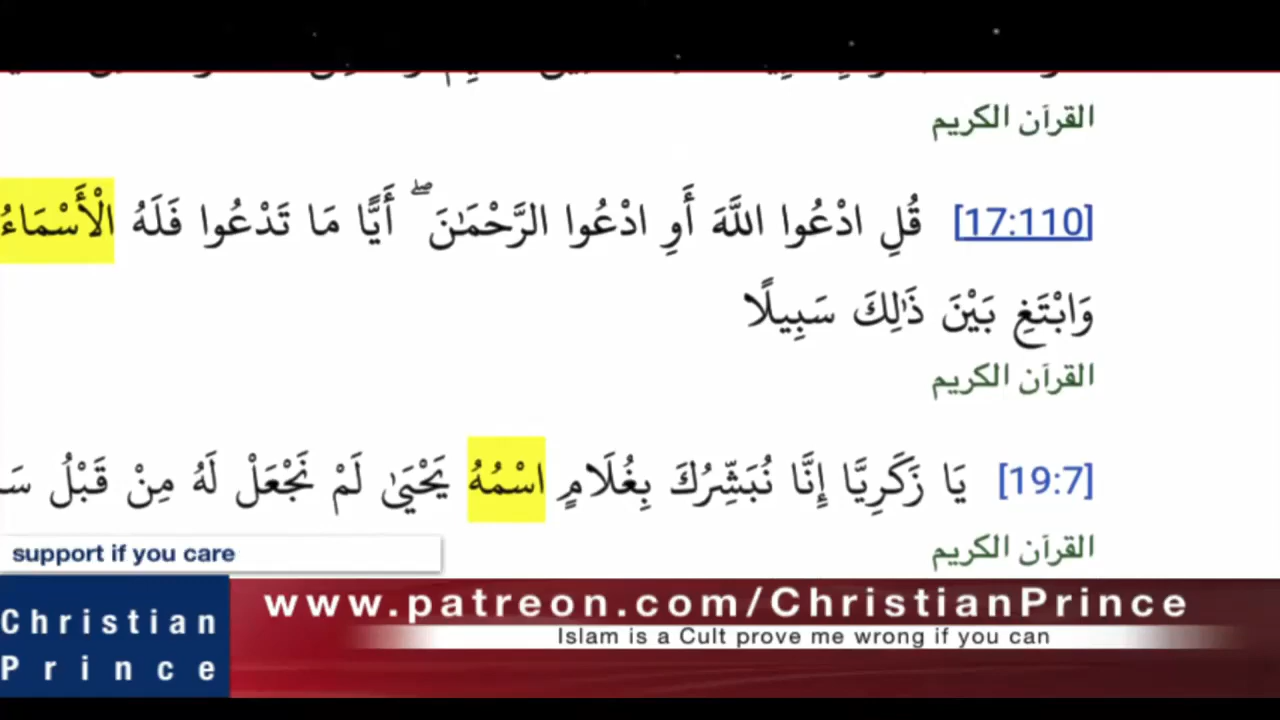 القرآن الكريم
[17:110] قُلِ ادْعُوا اللَّهَ أَوِ ادْعُوا الرَّحْمَٰنَ ۖ أَيًّا مَا تَدْعُوا فَلَهُ الْأَسْمَاءُ
وَابْتَغِ بَيْنَ ذَٰلِكَ سَبِيلًا
القرآن الكريم
[19:7] يَا زَكَرِيَّا إِنَّا نُبَشِّرُكَ بِغُلَامٍ اسْمُهُ يَحْيَىٰ لَمْ نَجْعَلْ لَهُ مِنْ قَبْلُ
القرآن الكريم
support if you care
Christian
Prince
www.patreon.com/ChristianPrince
Islam is a Cult prove me wrong if you can